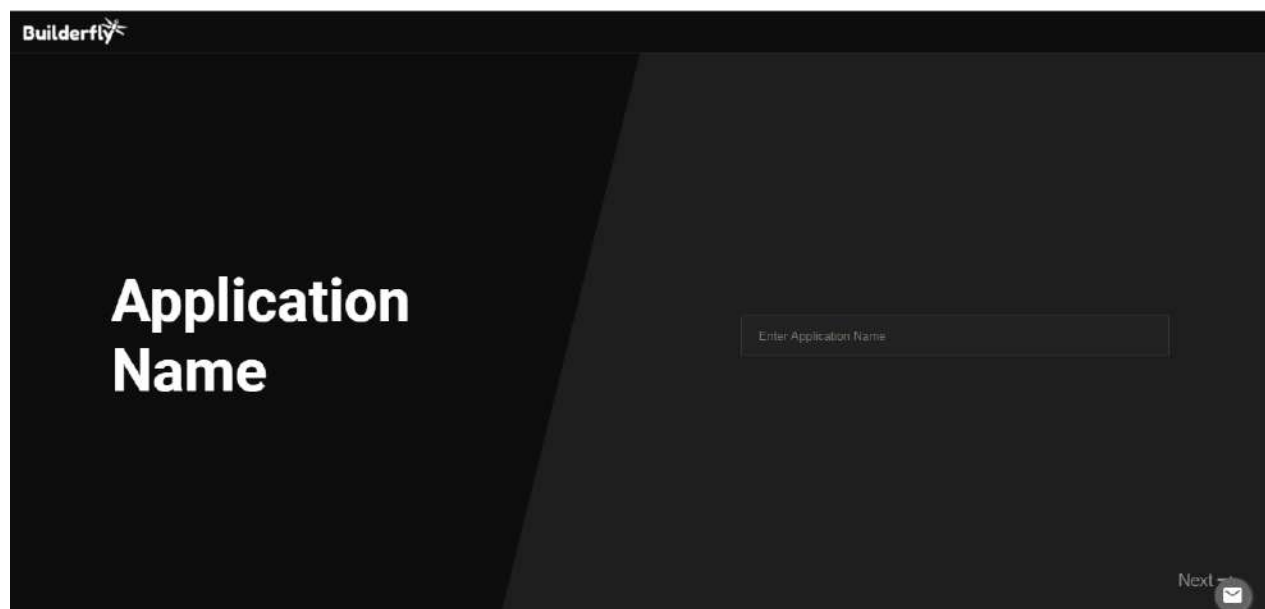 Builderfly
Application
Name
Enter Application Name
Next